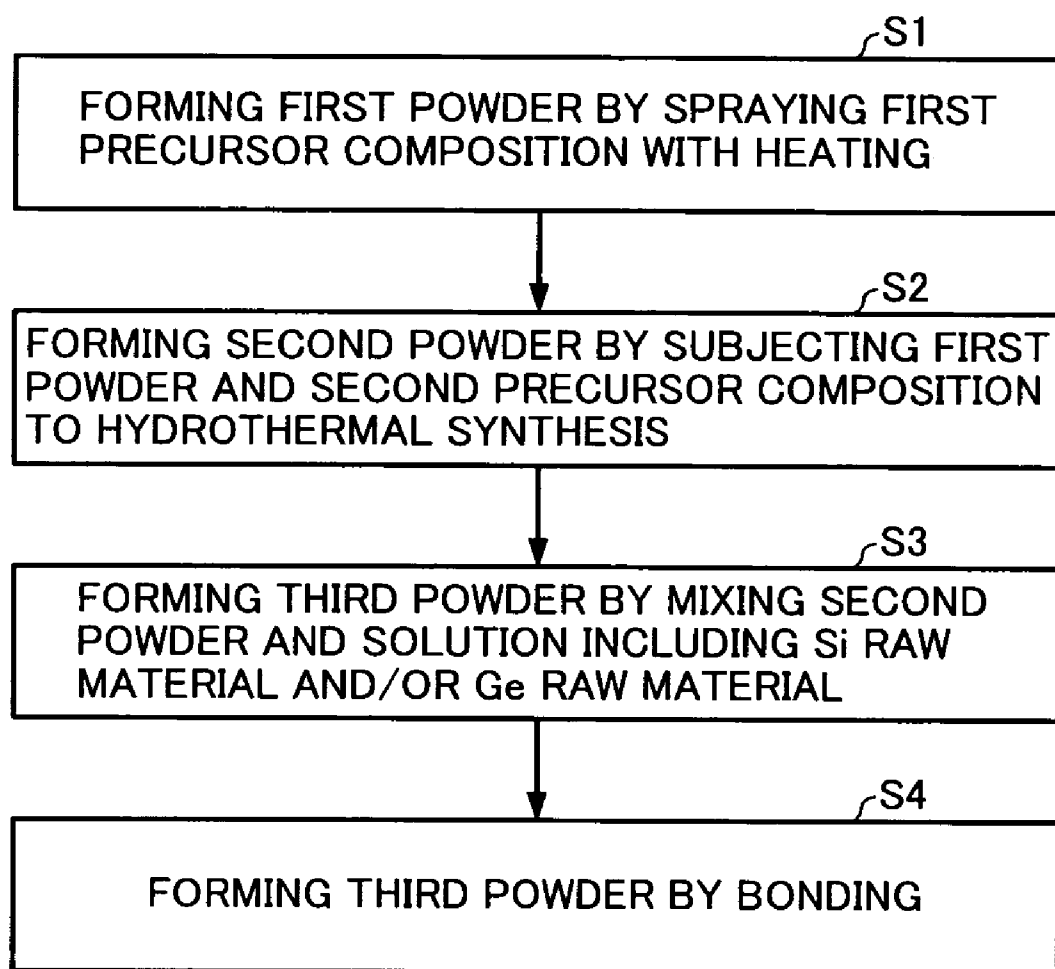 S1
FORMING FIRST POWDER BY SPRAYING FIRST
PRECURSOR COMPOSITION WITH HEATING
S2
FORMING SECOND POWDER BY SUBJECTING FIRST
POWDER AND SECOND PRECURSOR COMPOSITION
TO HYDROTHERMAL SYNTHESIS
S3
FORMING THIRD POWDER BY MIXING SECOND
POWDER AND SOLUTION INCLUDING Si RAW
MATERIAL AND/OR Ge RAW MATERIAL
S4
FORMING THIRD POWDER BY BONDING